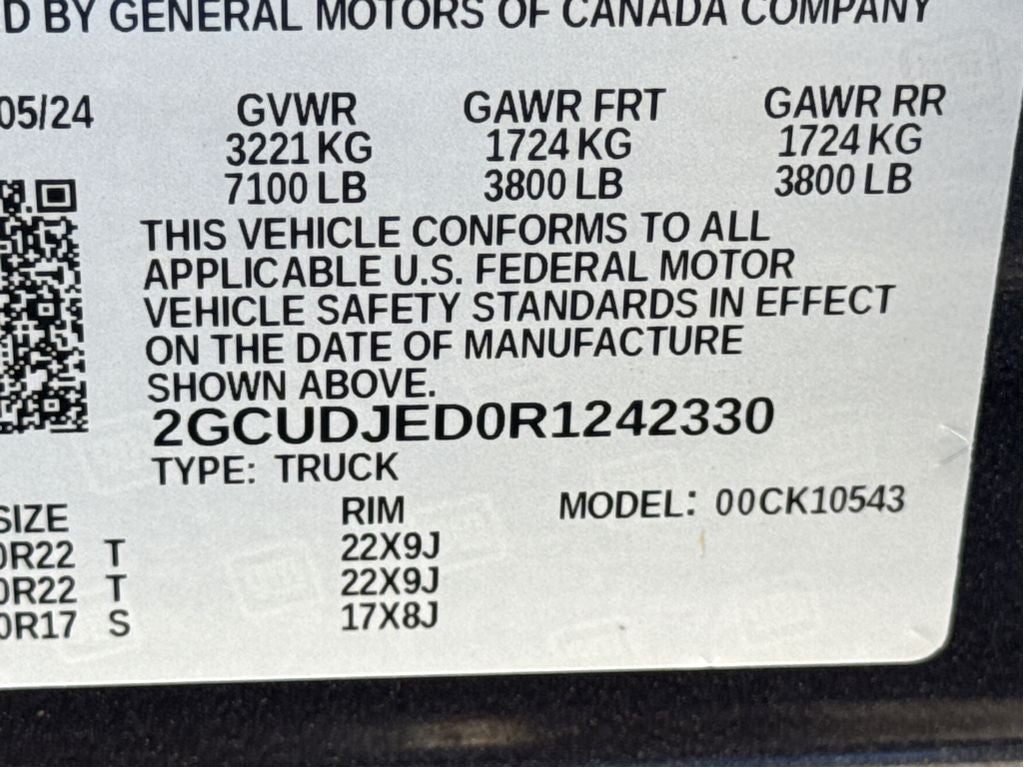 D BY GENERAL MOTORS OF CANADA COMPANY
05/24 GVWR GAWR FRT GAWR RR
3221 KG 1724 KG 1724 KG
7100 LB 3800 LB 3800 LB
THIS VEHICLE CONFORMS TO ALL
APPLICABLE U.S. FEDERAL MOTOR
VEHICLE SAFETY STANDARDS IN EFFECT
ON THE DATE OF MANUFACTURE
SHOWN ABOVE.
2GCUDJED0R1242330
TYPE: TRUCK
SIZE RIM MODEL: 00CK10543
0R22 T 22X9J
0R22 T 22X9J
0R17 S 17X8J